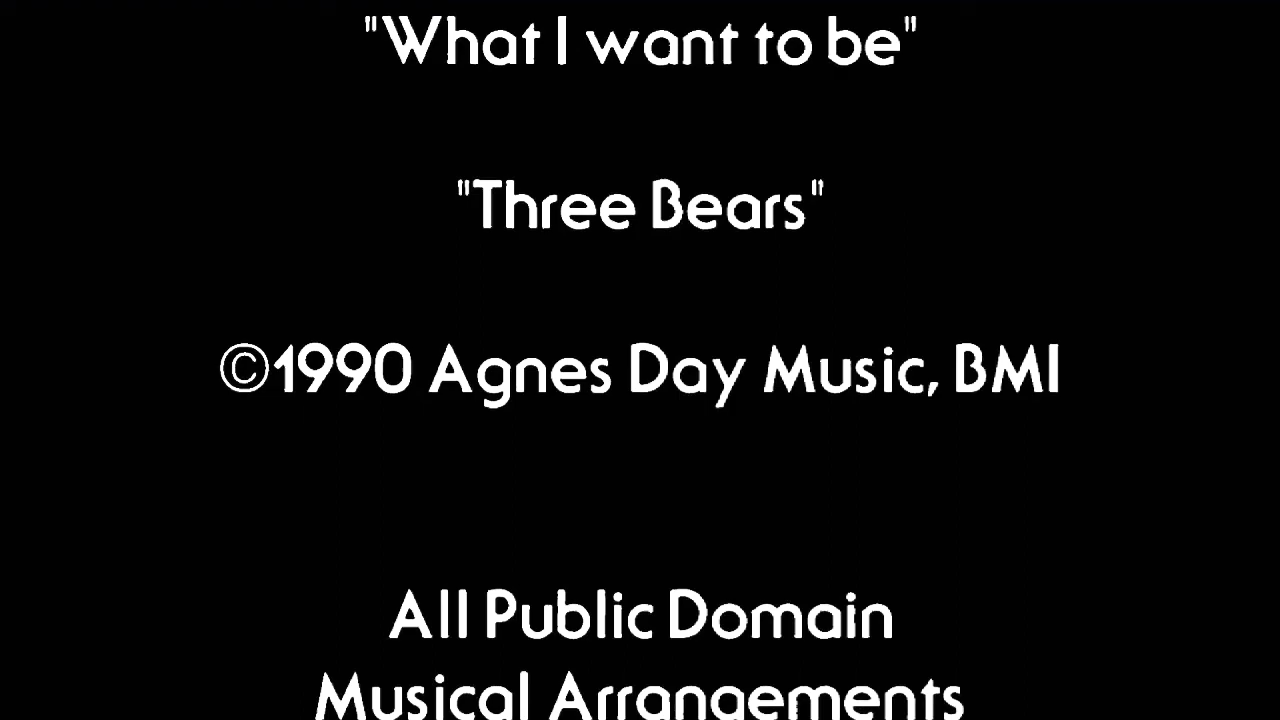 "What I want to be"
"Three Bears"
©1990 Agnes Day Music, BMI
All Public Domain
Musical Arrangements